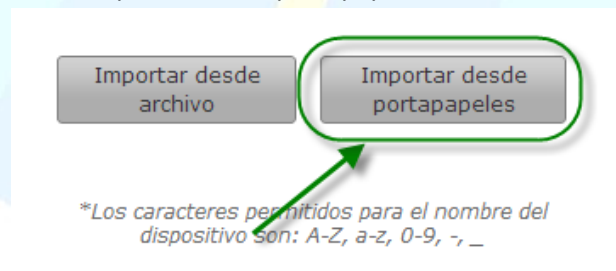 Importar desde archivo
Importar desde portapapeles
*Los caracteres permitidos para el nombre del
dispositivo son: A-Z, a-z, 0-9, -, _